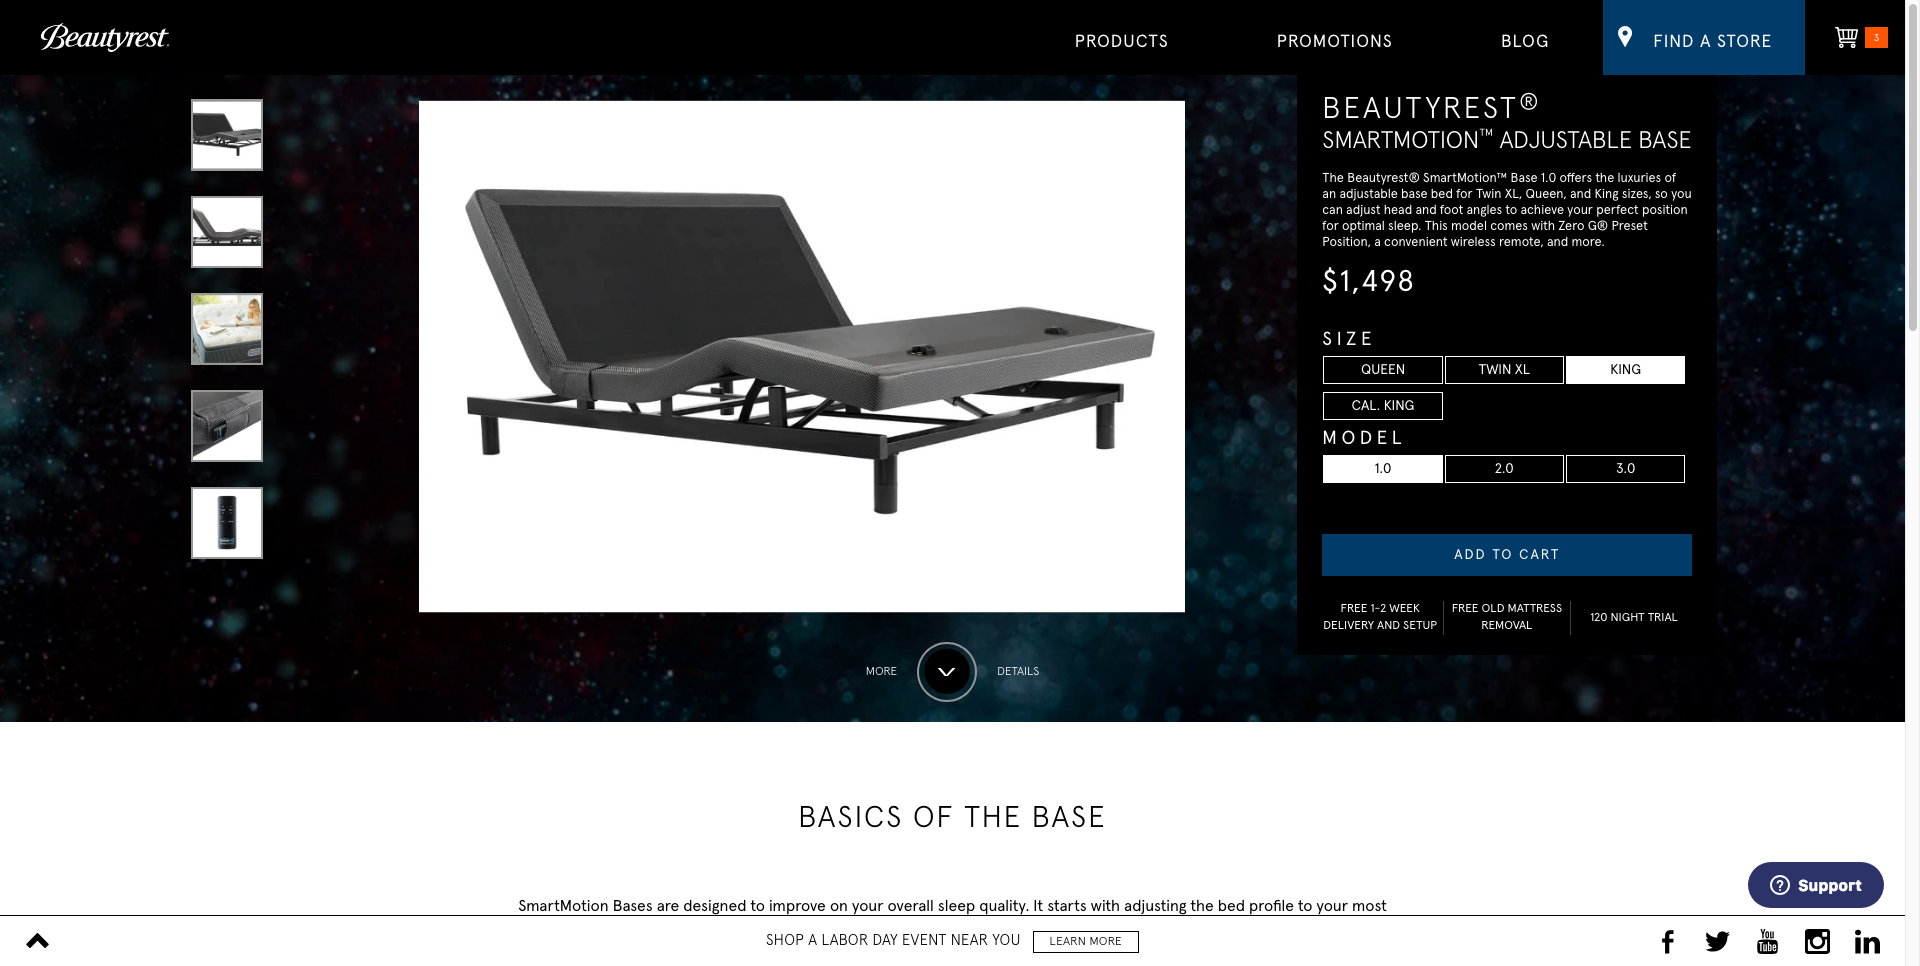 Beautyrest
PRODUCTS
PROMOTIONS
BLOG
FIND A STORE
3
BEAUTYREST®
SMARTMOTION™ ADJUSTABLE BASE
The Beautyrest® SmartMotion™ Base 1.0 offers the luxuries of
an adjustable base bed for Twin XL, Queen, and King sizes, so you
can adjust head and foot angles to achieve your perfect position
for optimal sleep. This model comes with Zero G® Preset
Position, a convenient wireless remote, and more.
$1,498
SIZE
QUEEN
TWIN XL
KING
CAL. KING
MODEL
1.0
2.0
3.0
ADD TO CART
FREE 1-2 WEEK
DELIVERY AND SETUP
FREE OLD MATTRESS
REMOVAL
120 NIGHT TRIAL
MORE
DETAILS
BASICS OF THE BASE
SmartMotion Bases are designed to improve on your overall sleep quality. It starts with adjusting the bed profile to your most
Support
SHOP A LABOR DAY EVENT NEAR YOU
LEARN MORE
You
Tube